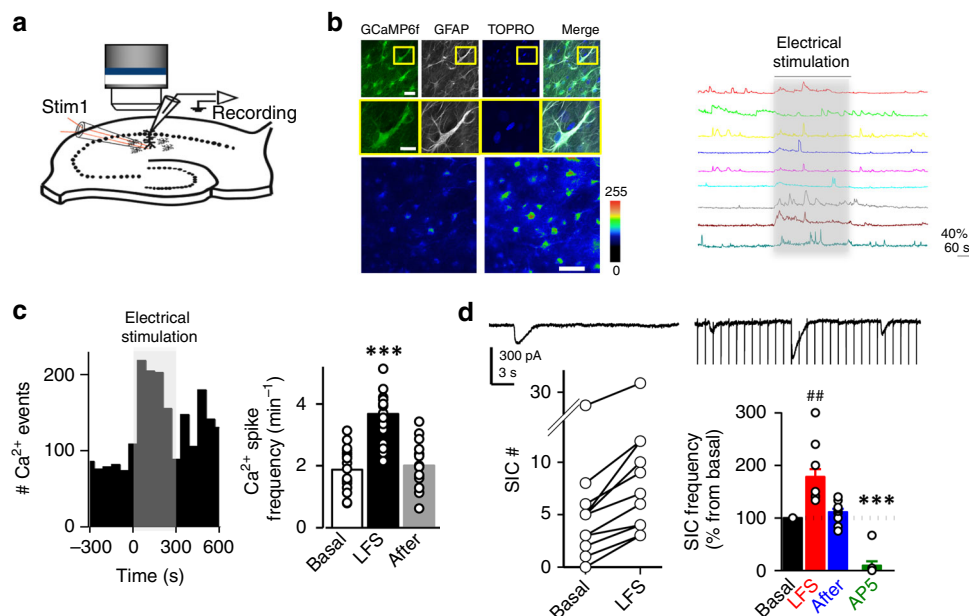 a
Stim1
Recording
b
GCaMP6f GFAP TOPRO Merge
255
0
Electrical
stimulation
40%
60 s
c
Electrical
stimulation
# Ca²⁺ events
200
100
0
−300 0 300 600
Time (s)
Ca²⁺ spike
frequency (min⁻¹)
4
2
0
***
Basal LFS After
d
300 pA
3 s
SIC #
30
10
5
0
Basal LFS
SIC frequency
(% from basal)
300
200
100
0
##
***
Basal LFS After AP5